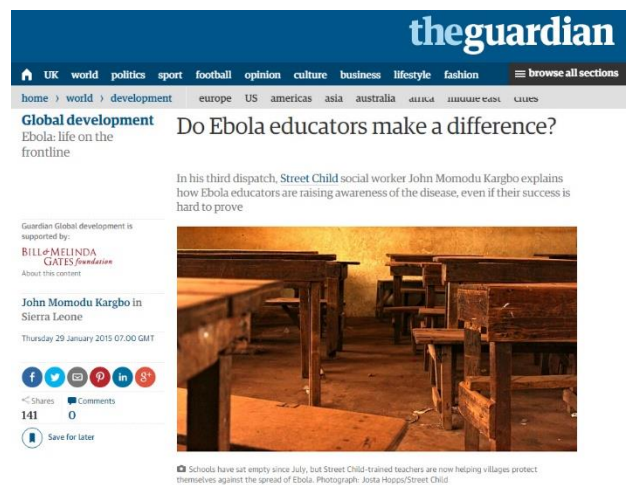 theguardian
UK world politics sport football opinion culture business lifestyle fashion browse all sections
home › world › development europe US americas asia australia africa middle east cities
Global development
Ebola: life on the
frontline
Do Ebola educators make a difference?
In his third dispatch, Street Child social worker John Momodu Kargbo explains
how Ebola educators are raising awareness of the disease, even if their success is
hard to prove
Guardian Global development is
supported by:
BILL & MELINDA
GATES foundation
About this content
John Momodu Kargbo in
Sierra Leone
Thursday 29 January 2015 07.00 GMT
f in g+
Shares Comments
141 0
Save for later
Schools have sat empty since July, but Street Child-trained teachers are now helping villages protect
themselves against the spread of Ebola. Photograph: Josta Hopps/Street Child